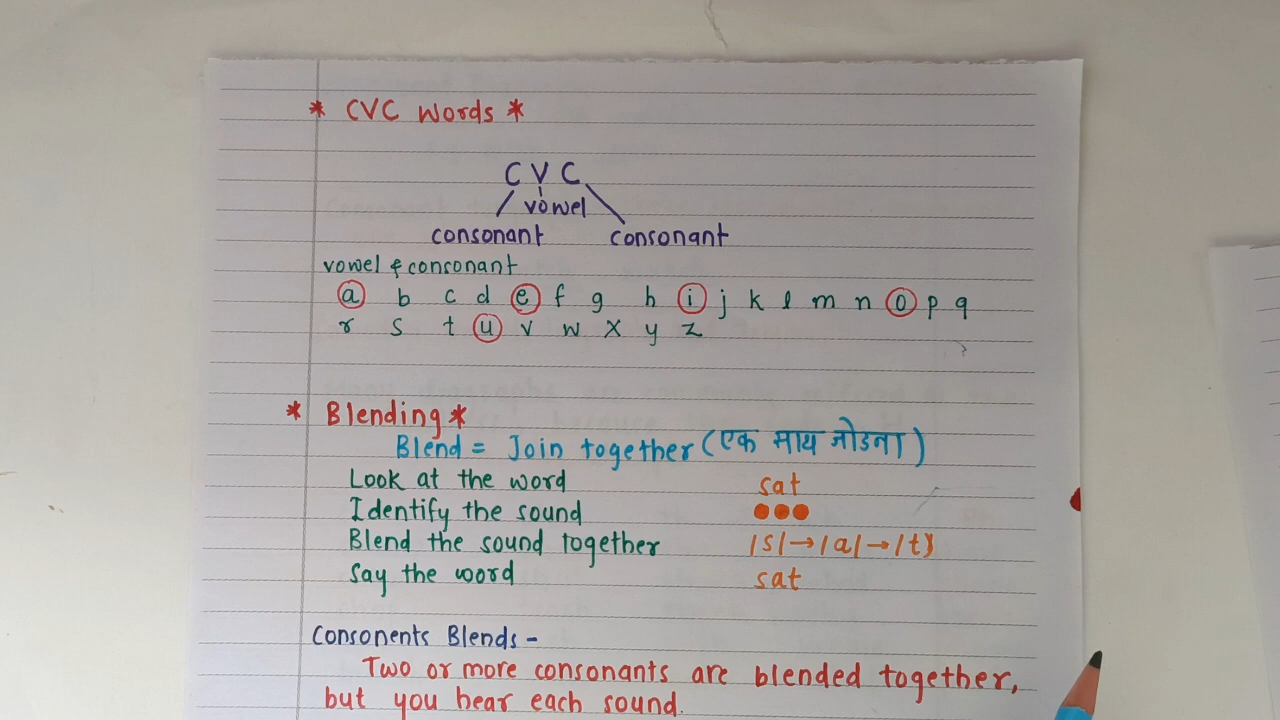 * CVC Words *
C V C
vowel
consonant consonant
vowel & consonant
a b c d e f g h i j k l m n o p q
r s t u v w x y z
* Blending *
Blend = Join together (एक साथ जोडना)
Look at the word sat
Identify the sound
Blend the sound together /s/→/a/→/t/
Say the word sat
Consonents Blends -
Two or more consonants are blended together,
but you hear each sound.